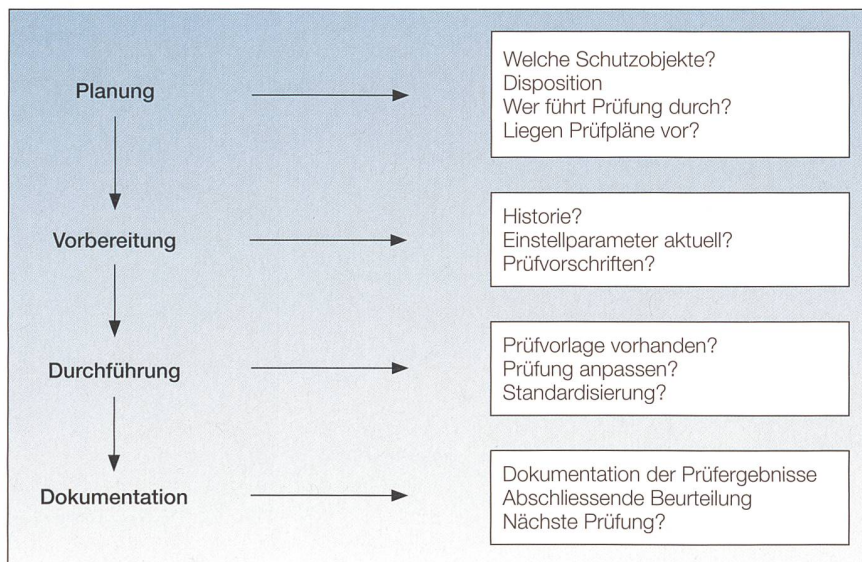 Planung
Welche Schutzobjekte?
Disposition
Wer führt Prüfung durch?
Liegen Prüfpläne vor?
Vorbereitung
Historie?
Einstellparameter aktuell?
Prüfvorschriften?
Durchführung
Prüfvorlage vorhanden?
Prüfung anpassen?
Standardisierung?
Dokumentation
Dokumentation der Prüfergebnisse
Abschliessende Beurteilung
Nächste Prüfung?